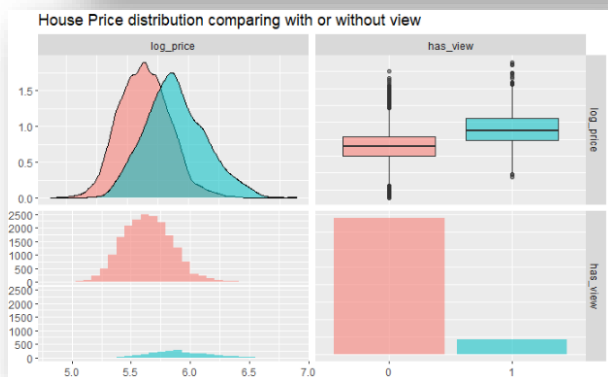 House Price distribution comparing with or without view
log_price
has_view
1.5
1.0
0.5
0.0
log_price
2500
2000
1500
1000
500
0
2500
2000
1500
1000
500
0
has_view
5.0 5.5 6.0 6.5 7.0
0 1